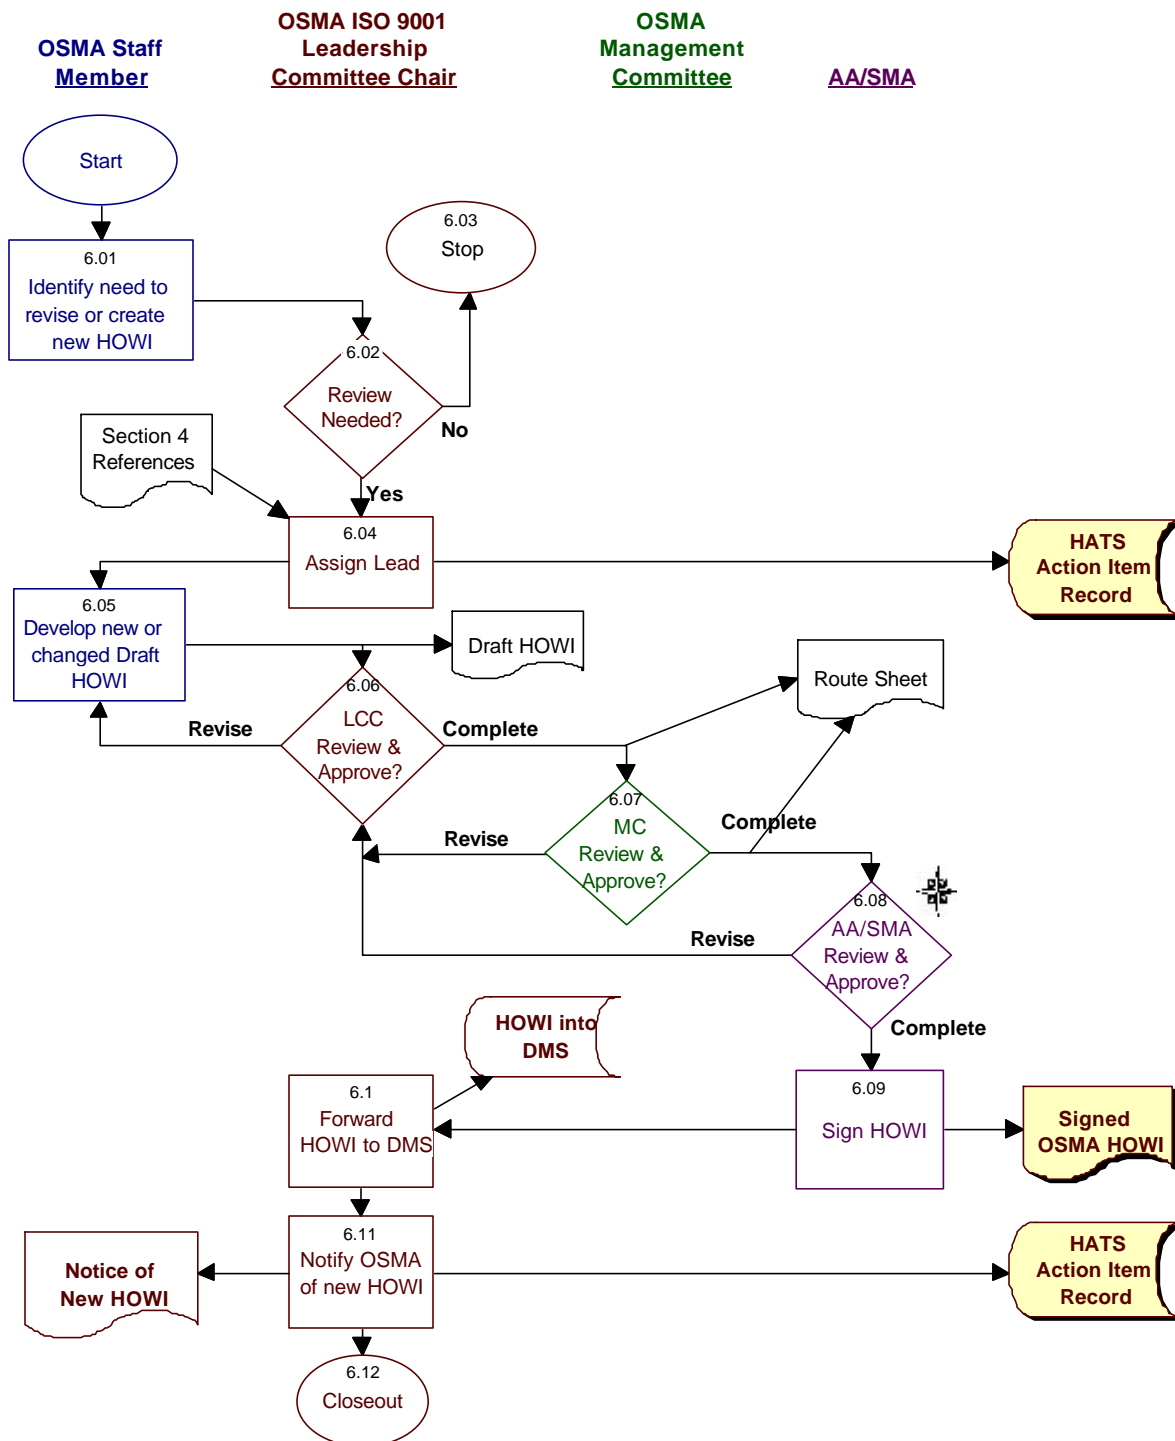 OSMA Staff
Member
OSMA ISO 9001
Leadership
Committee Chair
OSMA
Management
Committee
AA/SMA
Start
6.01
Identify need to
revise or create
new HOWI
6.03
Stop
6.02
Review
Needed?
No
Yes
Section 4
References
6.04
Assign Lead
HATS
Action Item
Record
6.05
Develop new or
changed Draft
HOWI
Draft HOWI
Route Sheet
6.06
LCC
Review &
Approve?
Revise
Complete
6.07
MC
Review &
Approve?
Revise
Complete
6.08
AA/SMA
Review &
Approve?
Revise
Complete
HOWI into
DMS
6.1
Forward
HOWI to DMS
6.09
Sign HOWI
Signed
OSMA HOWI
6.11
Notify OSMA
of new HOWI
Notice of
New HOWI
HATS
Action Item
Record
6.12
Closeout